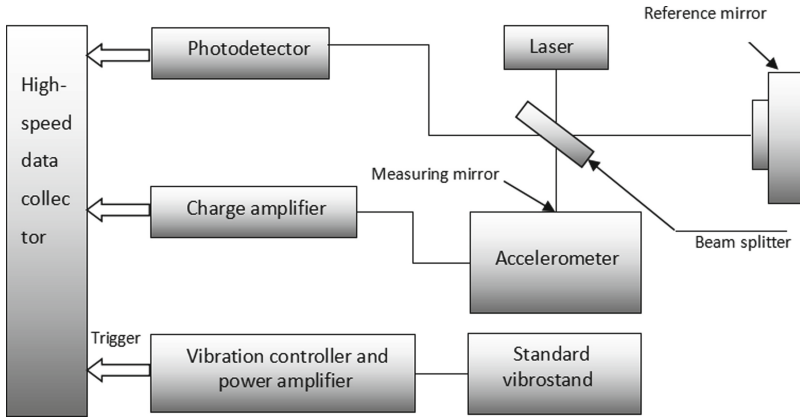 Reference mirror
Photodetector
Laser
High-
speed
data
collec
tor
Measuring mirror
Charge amplifier
Beam splitter
Accelerometer
Trigger
Vibration controller and
power amplifier
Standard
vibrostand